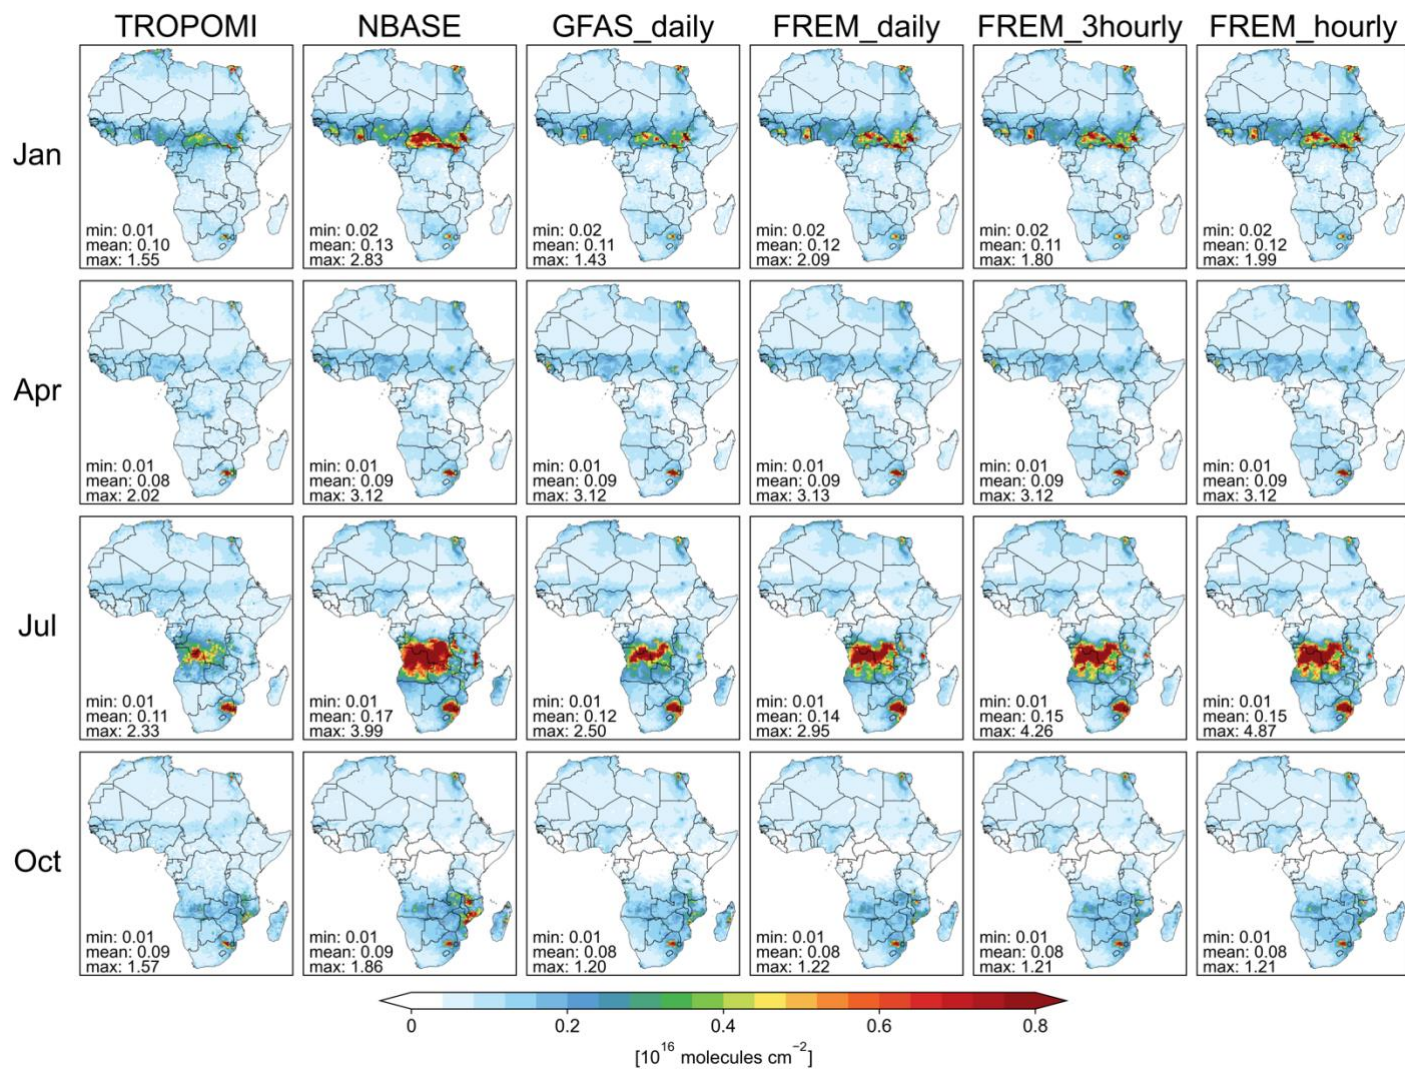 TROPOMI NBASE GFAS_daily FREM_daily FREM_3hourly FREM_hourly
Jan
min: 0.01 min: 0.02 min: 0.02 min: 0.02 min: 0.02 min: 0.02
mean: 0.10 mean: 0.13 mean: 0.11 mean: 0.12 mean: 0.11 mean: 0.12
max: 1.55 max: 2.83 max: 1.43 max: 2.09 max: 1.80 max: 1.99
Apr
min: 0.01 min: 0.01 min: 0.01 min: 0.01 min: 0.01 min: 0.01
mean: 0.08 mean: 0.09 mean: 0.09 mean: 0.09 mean: 0.09 mean: 0.09
max: 2.02 max: 3.12 max: 3.12 max: 3.13 max: 3.12 max: 3.12
Jul
min: 0.01 min: 0.01 min: 0.01 min: 0.01 min: 0.01 min: 0.01
mean: 0.11 mean: 0.17 mean: 0.12 mean: 0.14 mean: 0.15 mean: 0.15
max: 2.33 max: 3.99 max: 2.50 max: 2.95 max: 4.26 max: 4.87
Oct
min: 0.01 min: 0.01 min: 0.01 min: 0.01 min: 0.01 min: 0.01
mean: 0.09 mean: 0.09 mean: 0.08 mean: 0.08 mean: 0.08 mean: 0.08
max: 1.57 max: 1.86 max: 1.20 max: 1.22 max: 1.21 max: 1.21
0 0.2 0.4 0.6 0.8
[10¹⁶ molecules cm⁻²]